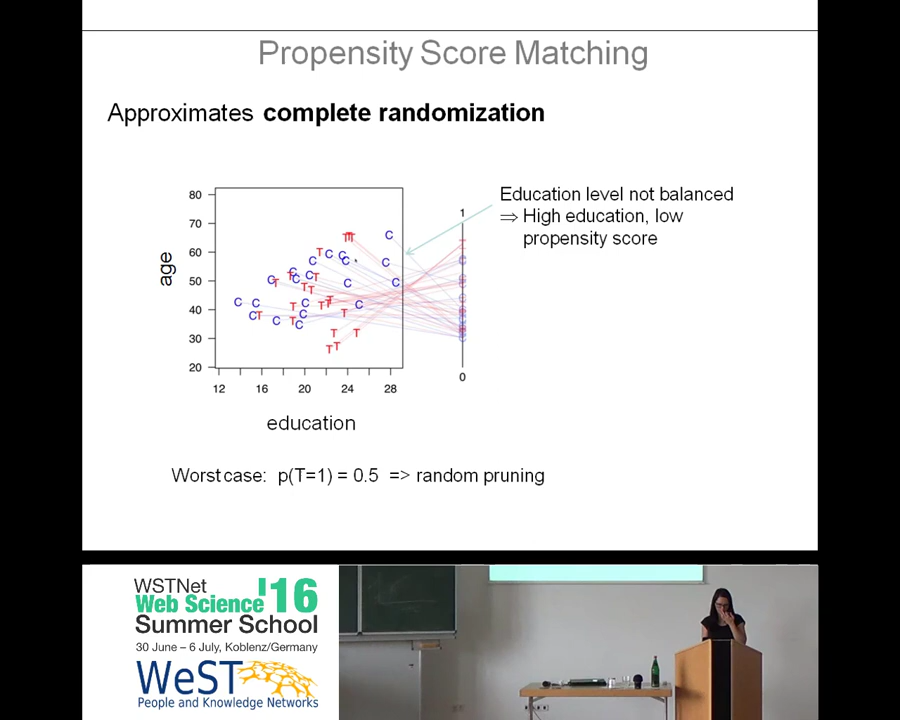 Propensity Score Matching
Approximates complete randomization
Education level not balanced
⇒ High education, low
propensity score
80
70
60
50
40
30
20
age
12 16 20 24 28
education
1
0
C
T
Worst case: p(T=1) = 0.5 => random pruning
WSTNet
Web Science '16
Summer School
30 June – 6 July, Koblenz/Germany
WeST
People and Knowledge Networks